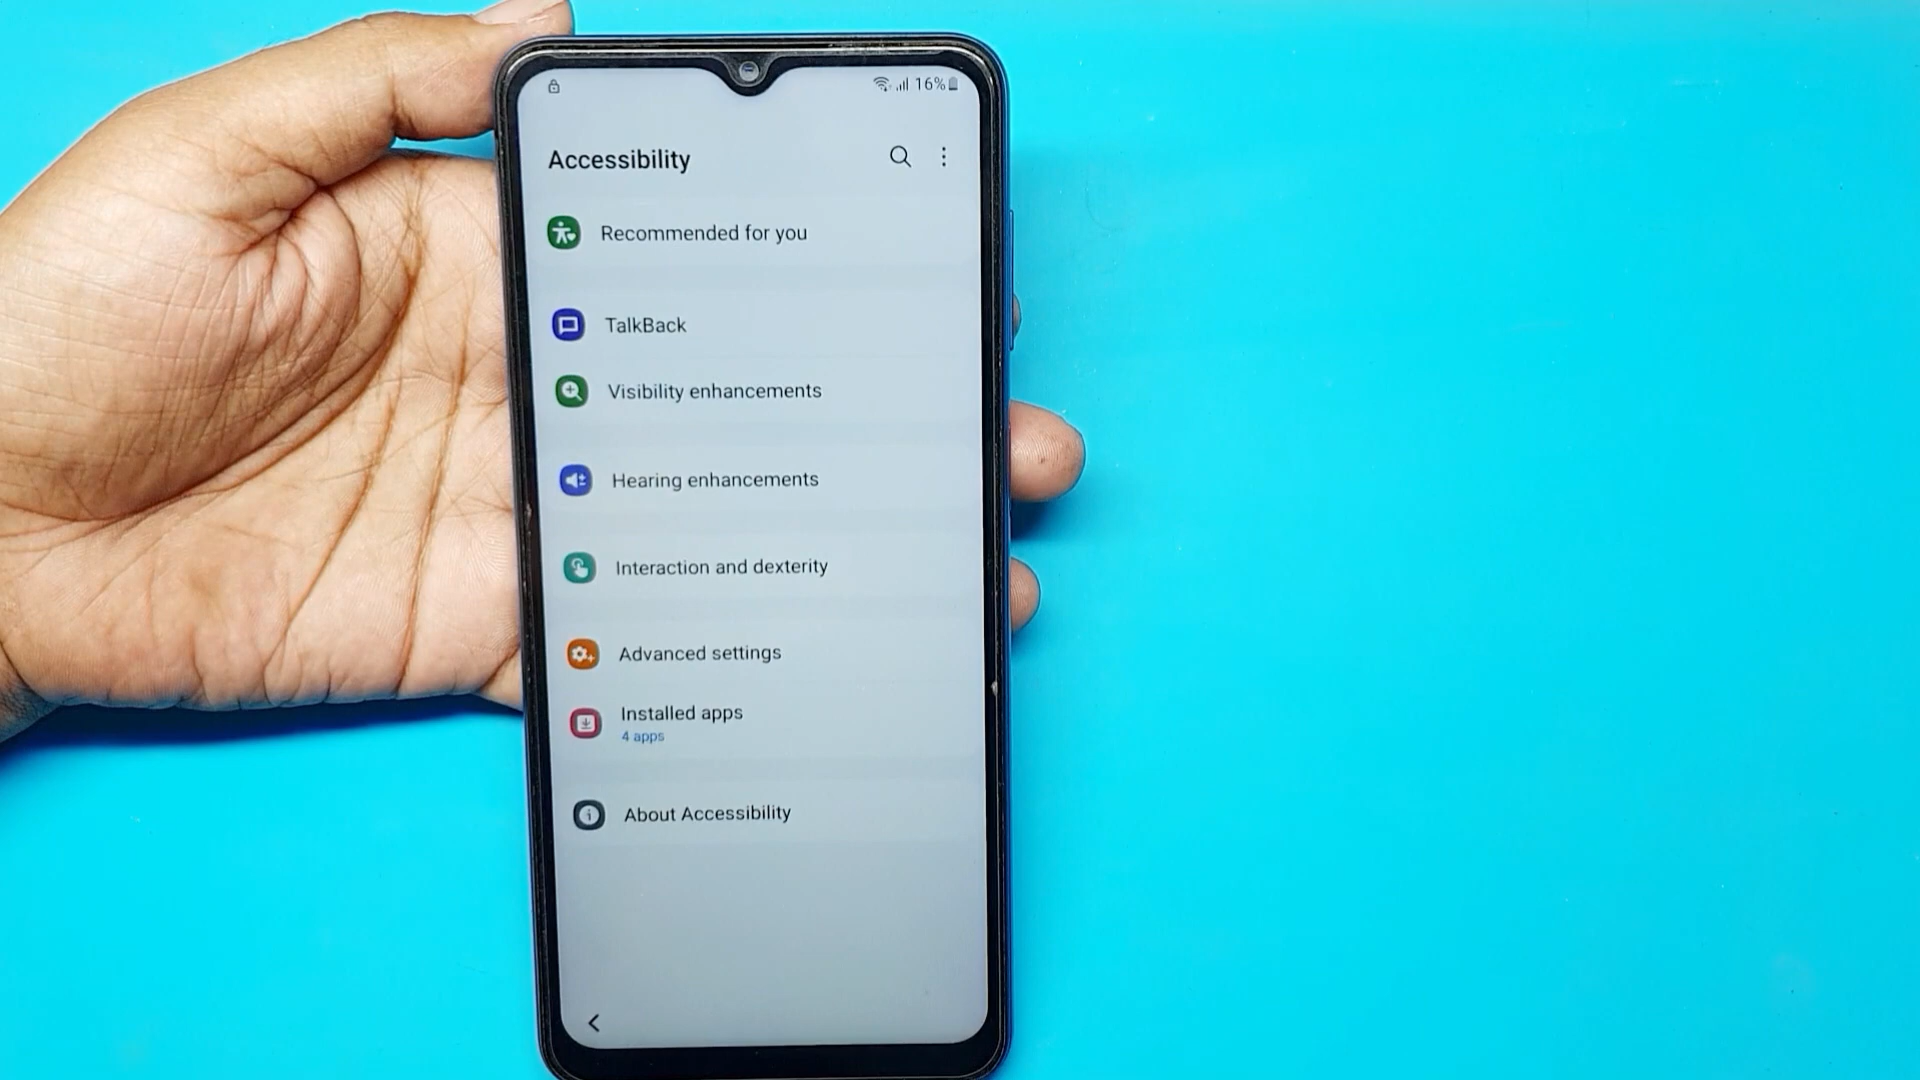 16%
Accessibility
Recommended for you
TalkBack
Visibility enhancements
Hearing enhancements
Interaction and dexterity
Advanced settings
Installed apps
4 apps
About Accessibility